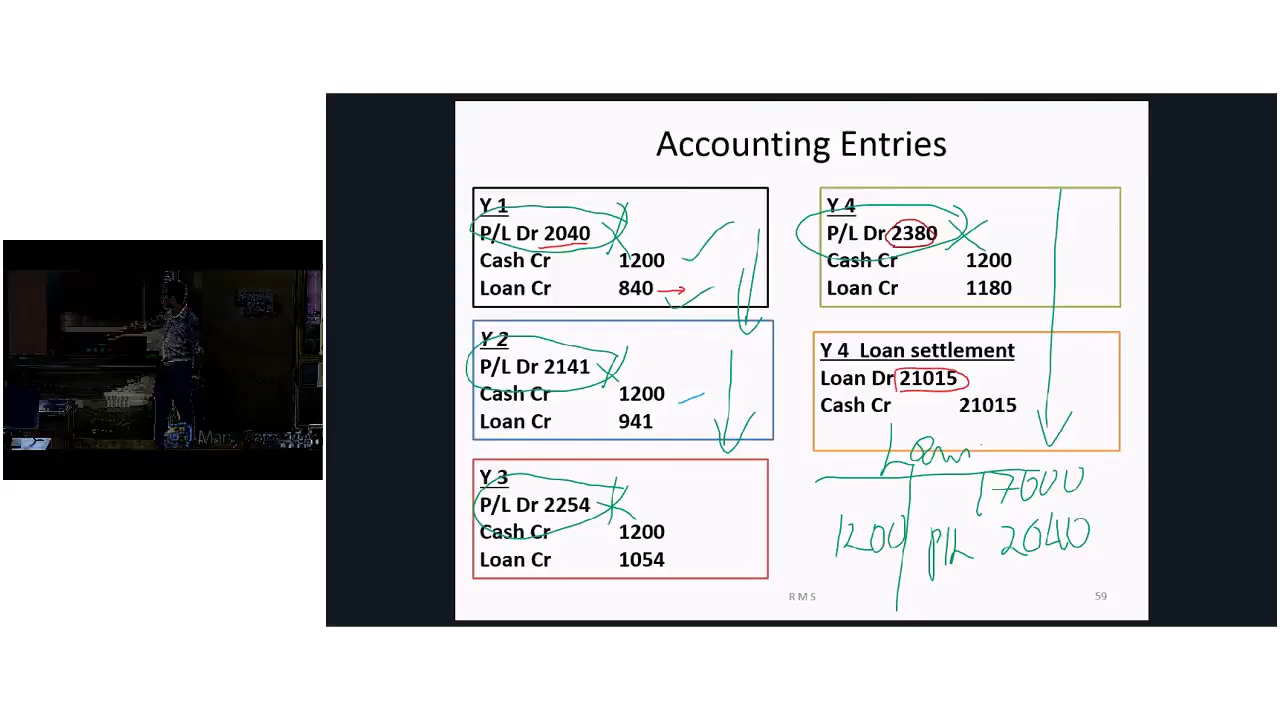 Accounting Entries
Y 1
P/L Dr 2040
Cash Cr 1200
Loan Cr 840
Y 2
P/L Dr 2141
Cash Cr 1200
Loan Cr 941
Y 3
P/L Dr 2254
Cash Cr 1200
Loan Cr 1054
Y 4
P/L Dr 2380
Cash Cr 1200
Loan Cr 1180
Y 4 Loan settlement
Loan Dr 21015
Cash Cr 21015
Loan
17000
1200 P/L 2040
R M S 59